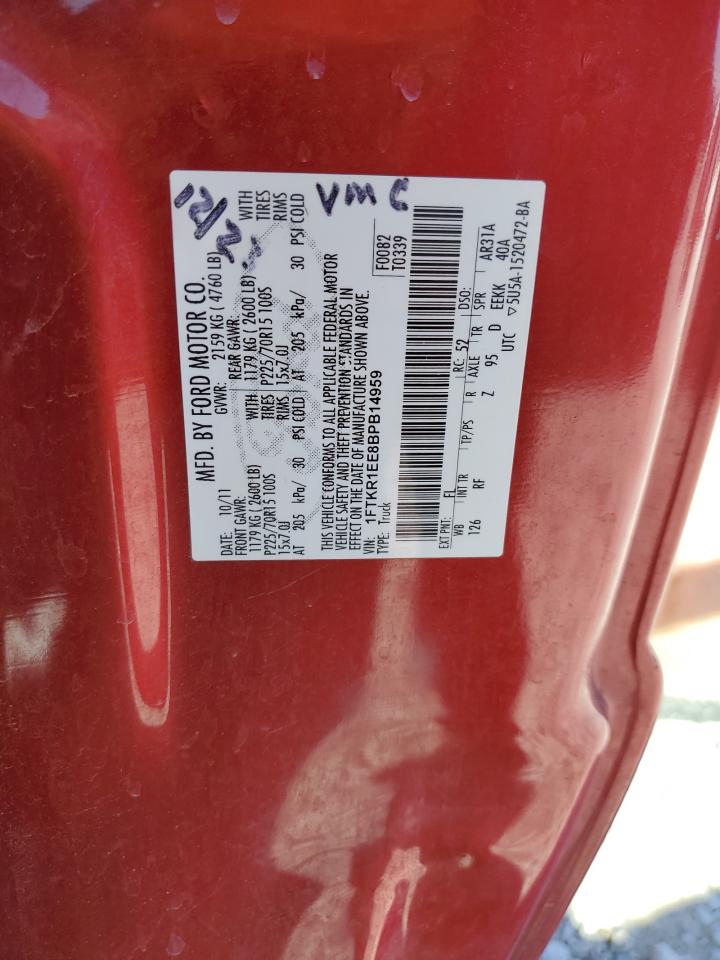 MFD. BY FORD MOTOR CO.
DATE: 10/11
GVWR: 2159 KG ( 4760 LB)
FRONT GAWR:
REAR GAWR:
1179 KG ( 2600 LB)
WITH
1179 KG ( 2600 LB)
WITH
P225/70R15 100S
TIRES
P225/70R15 100S
TIRES
15x7.0J
RIMS
15x7.0J
RIMS
AT 205 kPa/ 30 PSI COLD
AT 205 kPa/ 30 PSI COLD
THIS VEHICLE CONFORMS TO ALL APPLICABLE FEDERAL MOTOR
VEHICLE SAFETY AND THEFT PREVENTION STANDARDS IN
EFFECT ON THE DATE OF MANUFACTURE SHOWN ABOVE.
VIN: 1FTKR1EE8BPB14959
TYPE: Truck
F0082
T0339
EXT PNT: FL
RC: 52
DSO:
WB
INT TR
TP/PS
R
AXLE
TR
SPR
126
RF
Z
95
D
EEKK
AR31A
40A
UTC
▽5U5A-1520472-BA
VMC